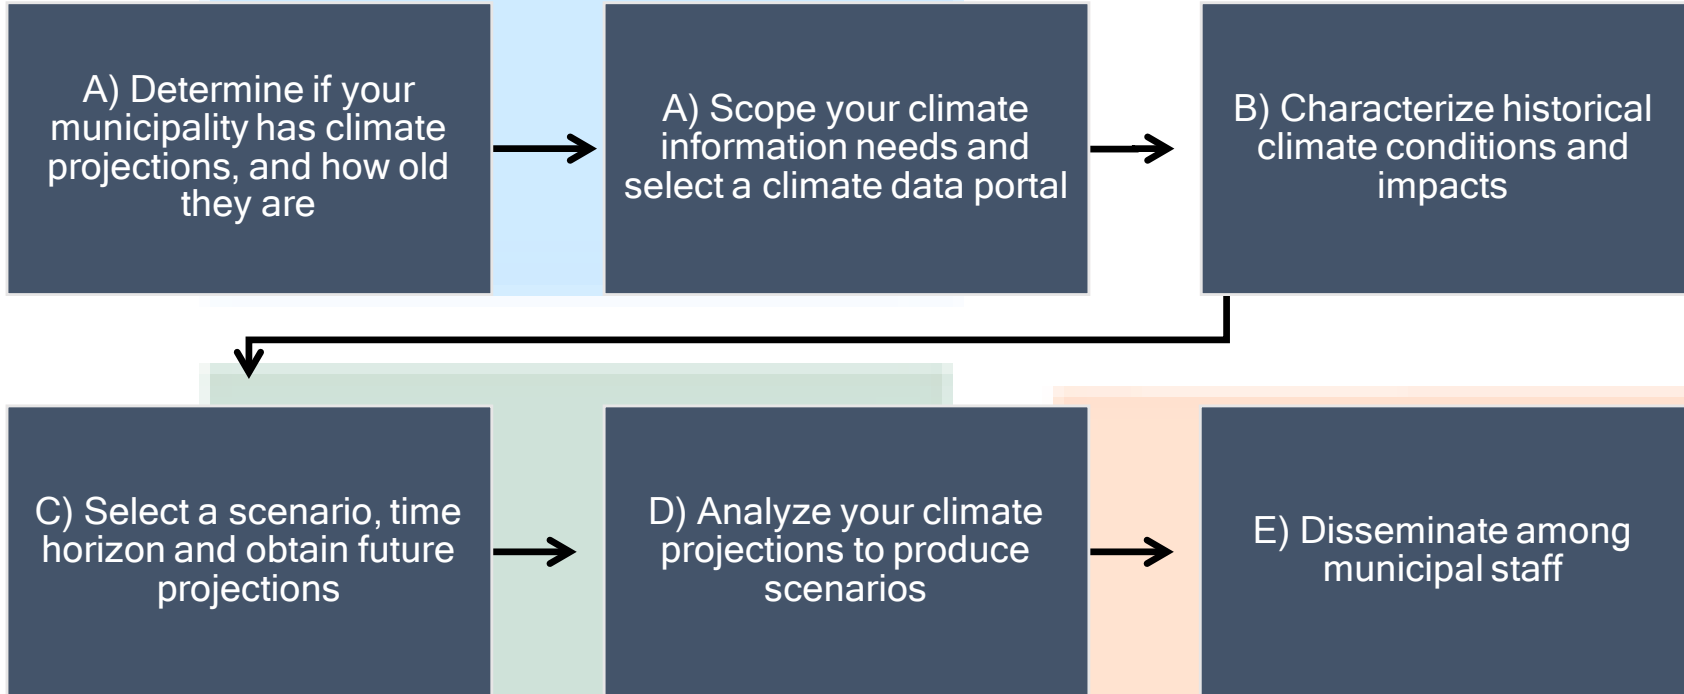 A) Determine if your
municipality has climate
projections, and how old
they are
A) Scope your climate
information needs and
select a climate data portal
B) Characterize historical
climate conditions and
impacts
C) Select a scenario, time
horizon and obtain future
projections
D) Analyze your climate
projections to produce
scenarios
E) Disseminate among
municipal staff